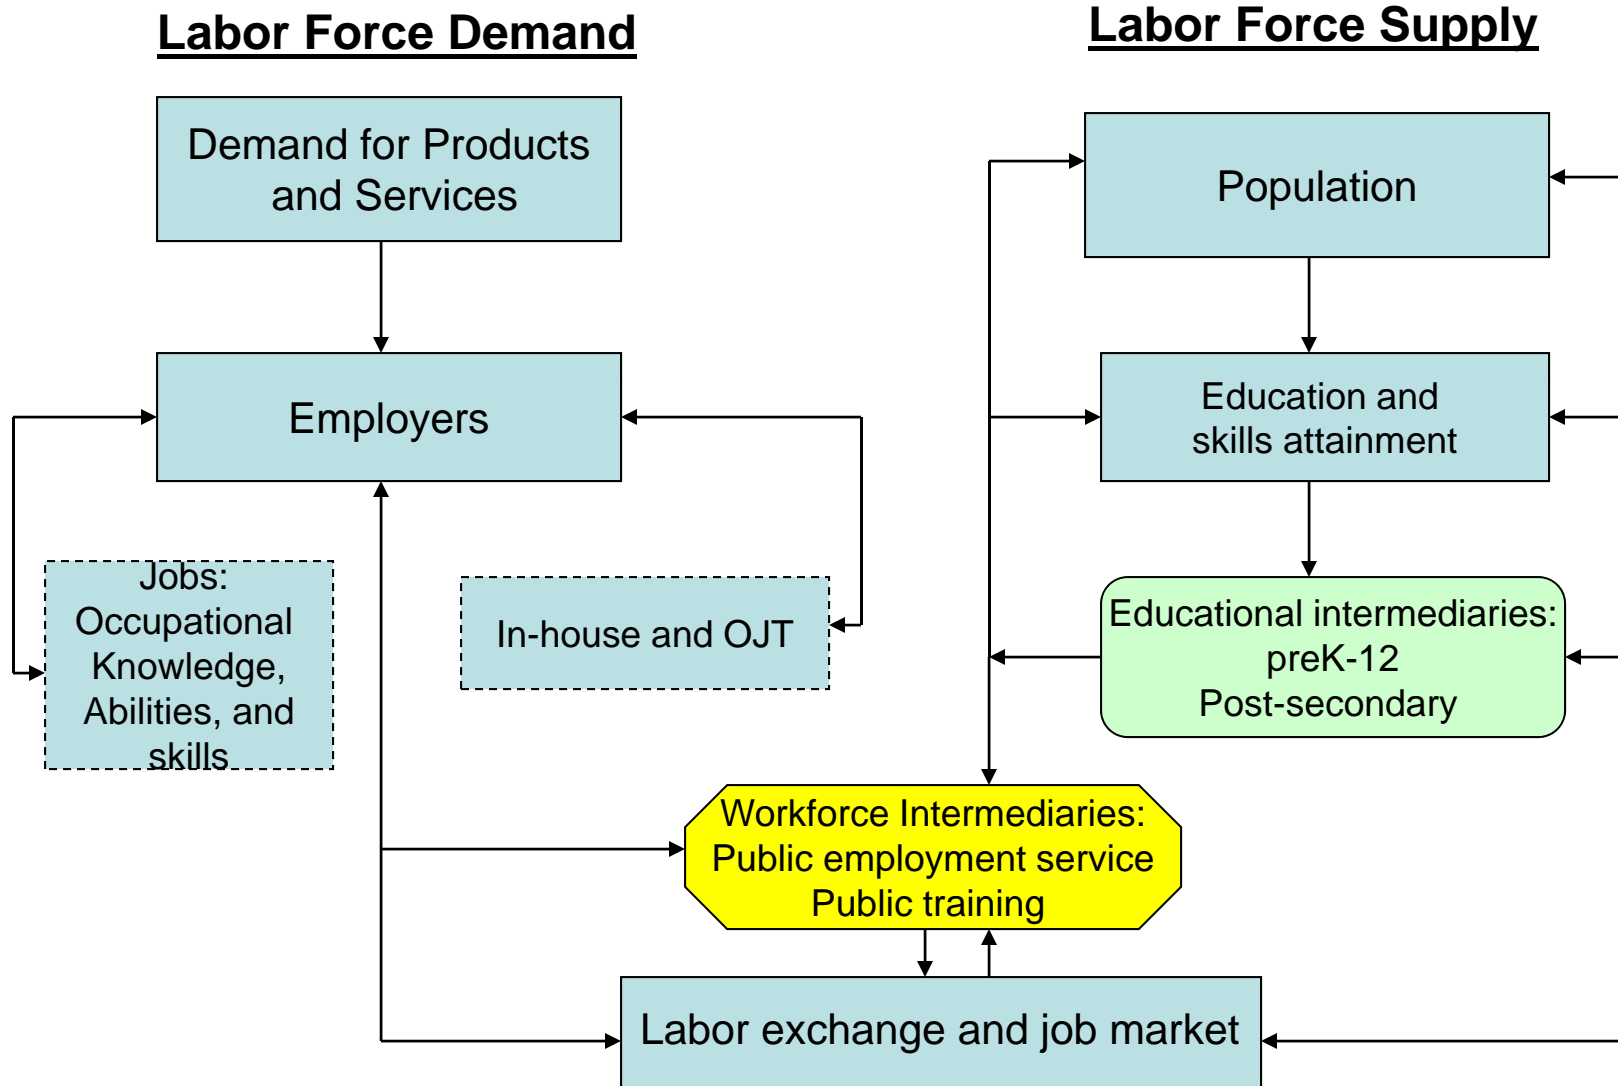 Labor Force Demand
Labor Force Supply
Demand for Products
and Services
Population
Employers
Education and
skills attainment
Jobs:
Occupational
Knowledge,
Abilities, and
skills
In-house and OJT
Educational intermediaries:
preK-12
Post-secondary
Workforce Intermediaries:
Public employment service
Public training
Labor exchange and job market